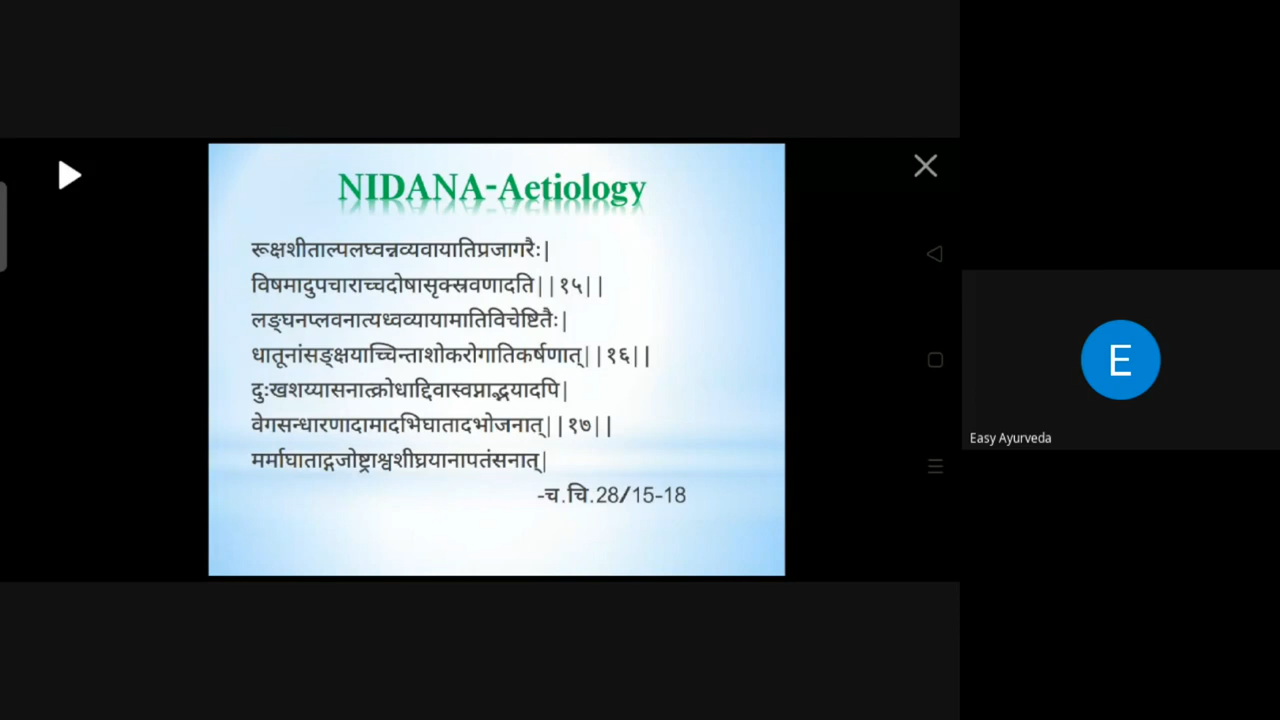 NIDANA-Aetiology
रूक्षशीताल्पलघ्वन्नव्यवायातिप्रजागरैः|
विषमादुपचाराच्चदोषासृक्स्रवणादति||१५||
लङ्घनप्लवनात्यध्वव्यायामातिविचेष्टितैः|
धातूनांसङ्क्षयाच्चिन्ताशोकरोगातिकर्षणात्||१६||
दुःखशय्यासनात्क्रोधाद्दिवास्वप्नाद्भयादपि|
वेगसन्धारणादामादभिघातादभोजनात्||१७||
मर्माघाताद्गजोष्ट्राश्वशीघ्रयानापतंसनात्|
-च.चि.28/15-18
E
Easy Ayurveda